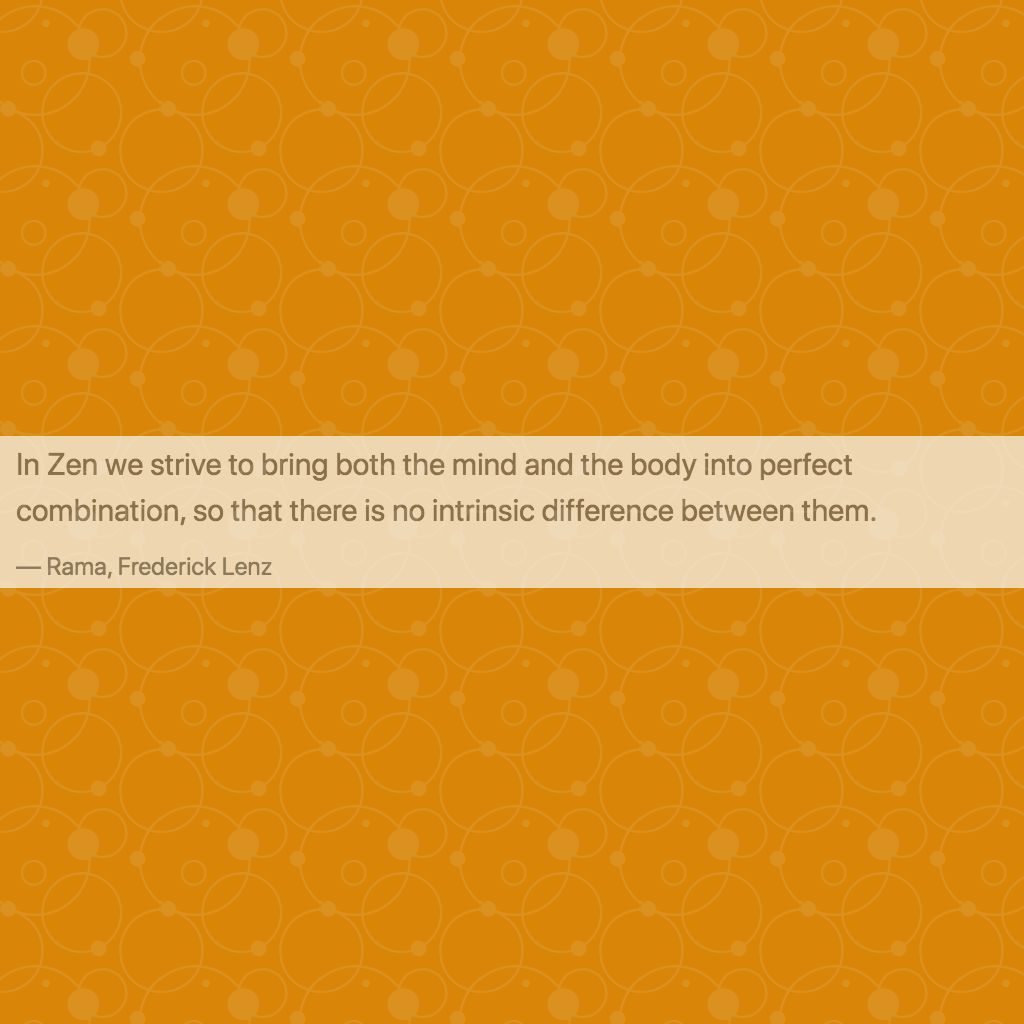 In Zen we strive to bring both the mind and the body into perfect
combination, so that there is no intrinsic difference between them.
— Rama, Frederick Lenz